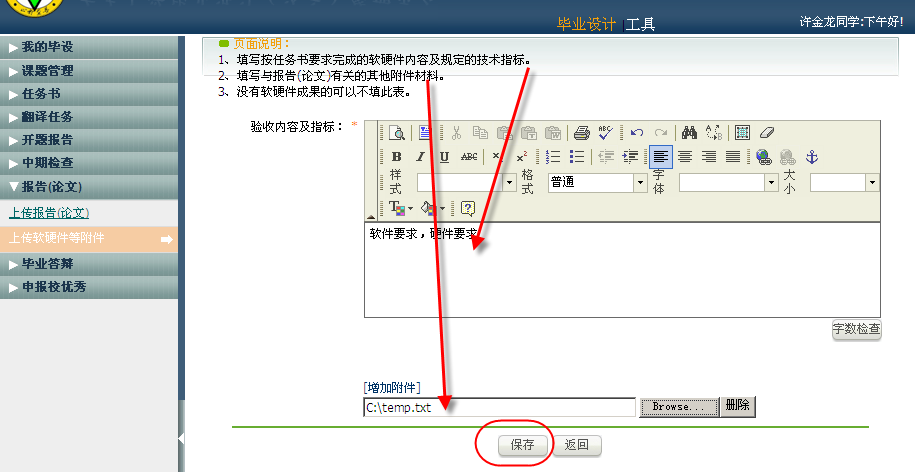 毕业设计 | 工具
许金龙同学:下午好!
我的毕设
课题管理
任务书
翻译任务
开题报告
中期检查
报告(论文)
上传报告(论文)
上传软硬件等附件
毕业答辩
申报校优秀
页面说明：
1、填写按任务书要求完成的软硬件内容及规定的技术指标。
2、填写与报告(论文)有关的其他附件材料。
3、没有软硬件成果的可以不填此表。
验收内容及指标： *
样式
格式
普通
字体
大小
软件要求，硬件要求
字数检查
[增加附件]
C:\temp.txt
Browse...
删除
保存
返回